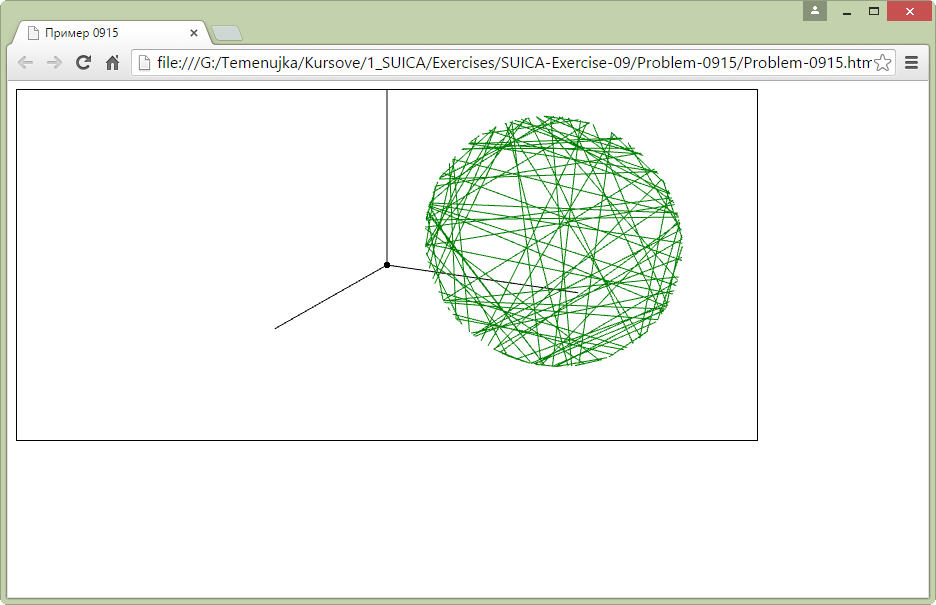 Пример 0915
file:///G:/Temenujka/Kursove/1_SUICA/Exercises/SUICA-Exercise-09/Problem-0915/Problem-0915.htm